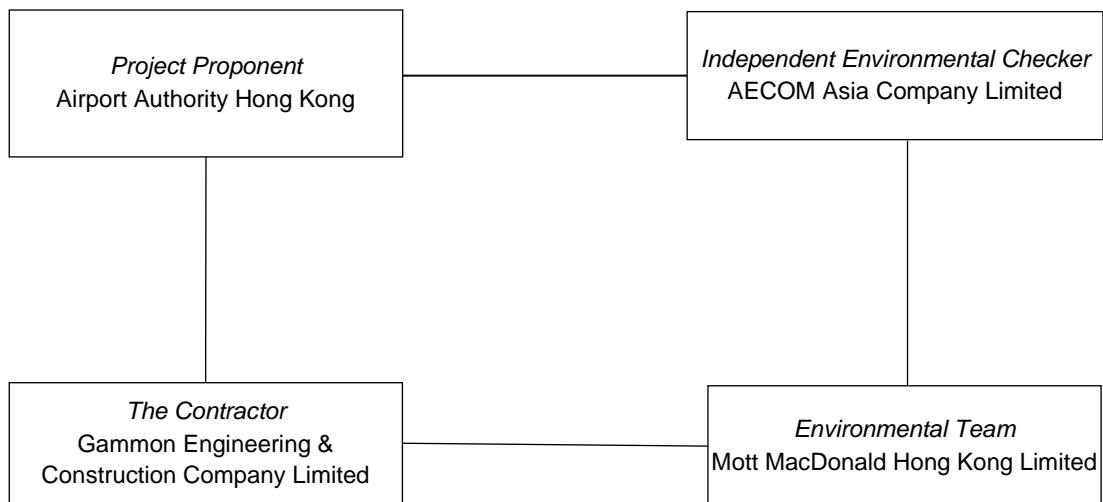 Project Proponent
Airport Authority Hong Kong
Independent Environmental Checker
AECOM Asia Company Limited
The Contractor
Gammon Engineering &
Construction Company Limited
Environmental Team
Mott MacDonald Hong Kong Limited